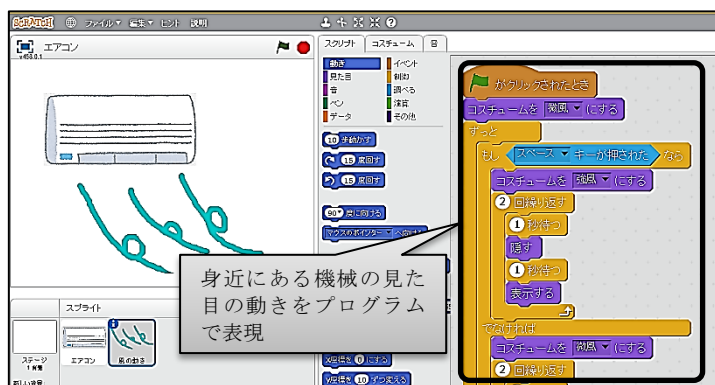 SCRATCH ファイル▼ 編集▼ ヒント 説明
エアコン
v458.0.1
スクリプト コスチューム 音
動き イベント
見た目 制御
音 調べる
ペン 演算
データ その他
10 歩動かす
15 度回す
15 度回す
90▼ 度に向ける
マウスのポインター▼ へ向ける
x座標を 0 にする
y座標を 10 ずつ変える
がクリックされたとき
コスチュームを 微風▼ にする
ずっと
もし スペース▼ キーが押された なら
コスチュームを 強風▼ にする
2 回繰り返す
1 秒待つ
隠す
1 秒待つ
表示する
でなければ
コスチュームを 微風▼ にする
2 回繰り返す
身近にある機械の見た
目の動きをプログラム
で表現
スプライト
ステージ
1 背景
エアコン 風の動き
新しい背景